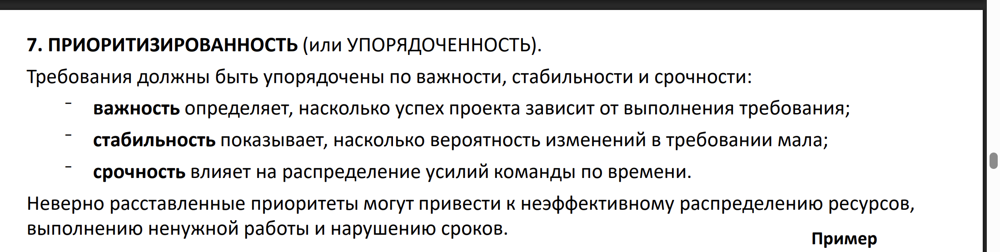 7. ПРИОРИТИЗИРОВАННОСТЬ (или УПОРЯДОЧЕННОСТЬ).
Требования должны быть упорядочены по важности, стабильности и срочности:
- важность определяет, насколько успех проекта зависит от выполнения требования;
- стабильность показывает, насколько вероятность изменений в требовании мала;
- срочность влияет на распределение усилий команды по времени.
Неверно расставленные приоритеты могут привести к неэффективному распределению ресурсов,
выполнению ненужной работы и нарушению сроков.
Пример